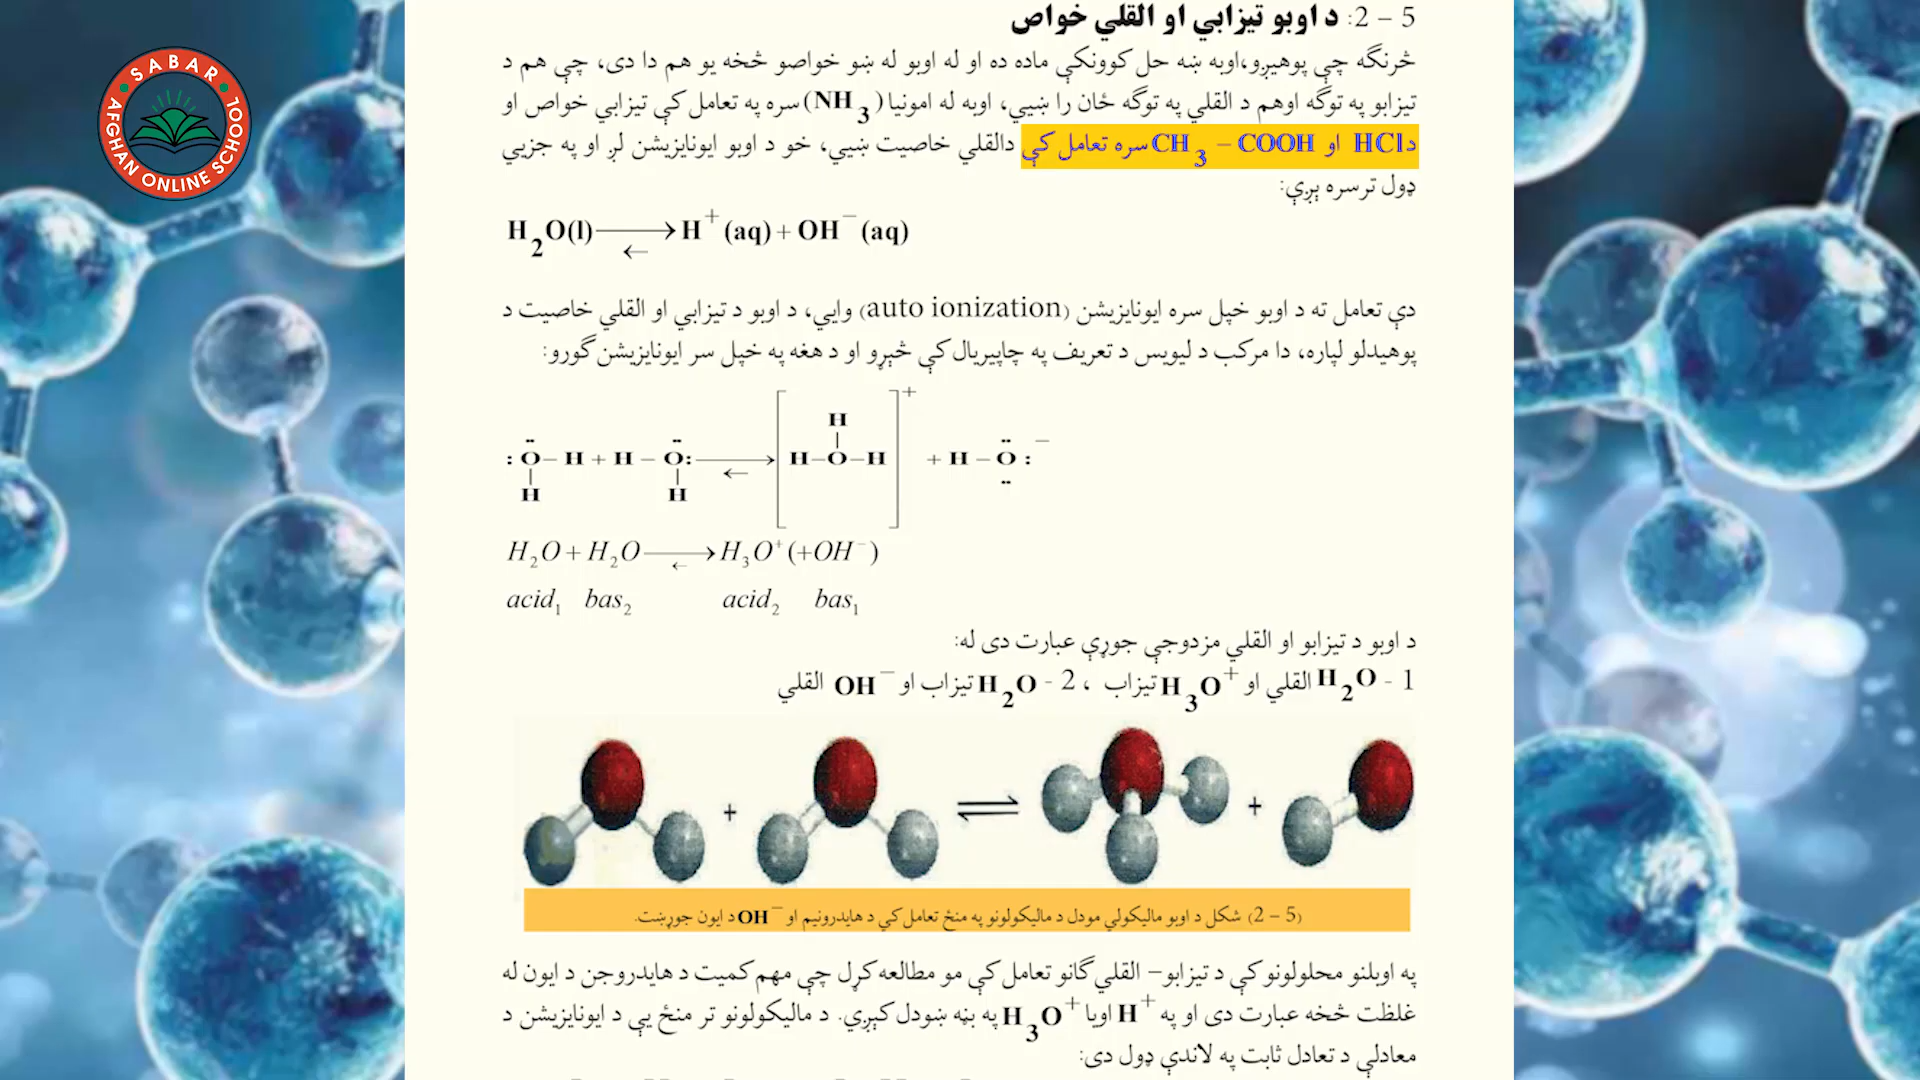 SABAR
AFGHAN ONLINE SCHOOL
5 – 2: د اوبو تیزابي او القلي خواص
څرنګه چې پوهیږو،اوبه ښه حل کوونکې ماده ده او له اوبو له ښو خواصو څخه یو هم دا دی، چې هم د
تیزابو په توګه اوهم د القلي په توګه ځان را ښیي، اوبه له امونیا (NH3) سره په تعامل کې تیزابي خواص او
دHCl او CH3 – COOH سره تعامل کې دالقلي خاصیت ښیي، خو د اوبو ایونایزیشن لږ او په جزیي
ډول ترسره ېږي:
H2O(l) ⟶ ← H+ (aq) + OH− (aq)
دې تعامل ته د اوبو خپل سره ایونایزیشن (auto ionization) وایي، د اوبو د تیزابي او القلي خاصیت د
پوهیدلو لپاره، دا مرکب د لیویس د تعریف په چاپیریال کې څېړو او د هغه په خپل سر ایونایزیشن ګورو:
H
: O – H + H – O: ⟶ ← [H–O–H]+ + H – O : −
H H
H2O + H2O ⟶ ← H3O+ (+OH−)
acid1 bas2 acid2 bas1
د اوبو د تیزابو او القلي مزدوجې جوړې عبارت دی له:
1 - H2O القلي او H3O+ تیزاب ، 2 - H2O تیزاب او OH− القلي
+ ⇌ +
(5 – 2) شکل د اوبو مالیکولي مودل د مالیکولونو په منځ تعامل کي د هایدرونیم او OH− د ایون جوړښت.
په اوبلنو محلولونو کې د تیزابو– القلي ګانو تعامل کې مو مطالعه کړل چې مهم کمیت د هایدروجن د ایون له
غلظت څخه عبارت دی او په H+ اویا H3O+ په بڼه ښودل کېږي. د مالیکولونو تر منځ یې د ایونایزیشن د
معادلې د تعادل ثابت په لاندې ډول دی: